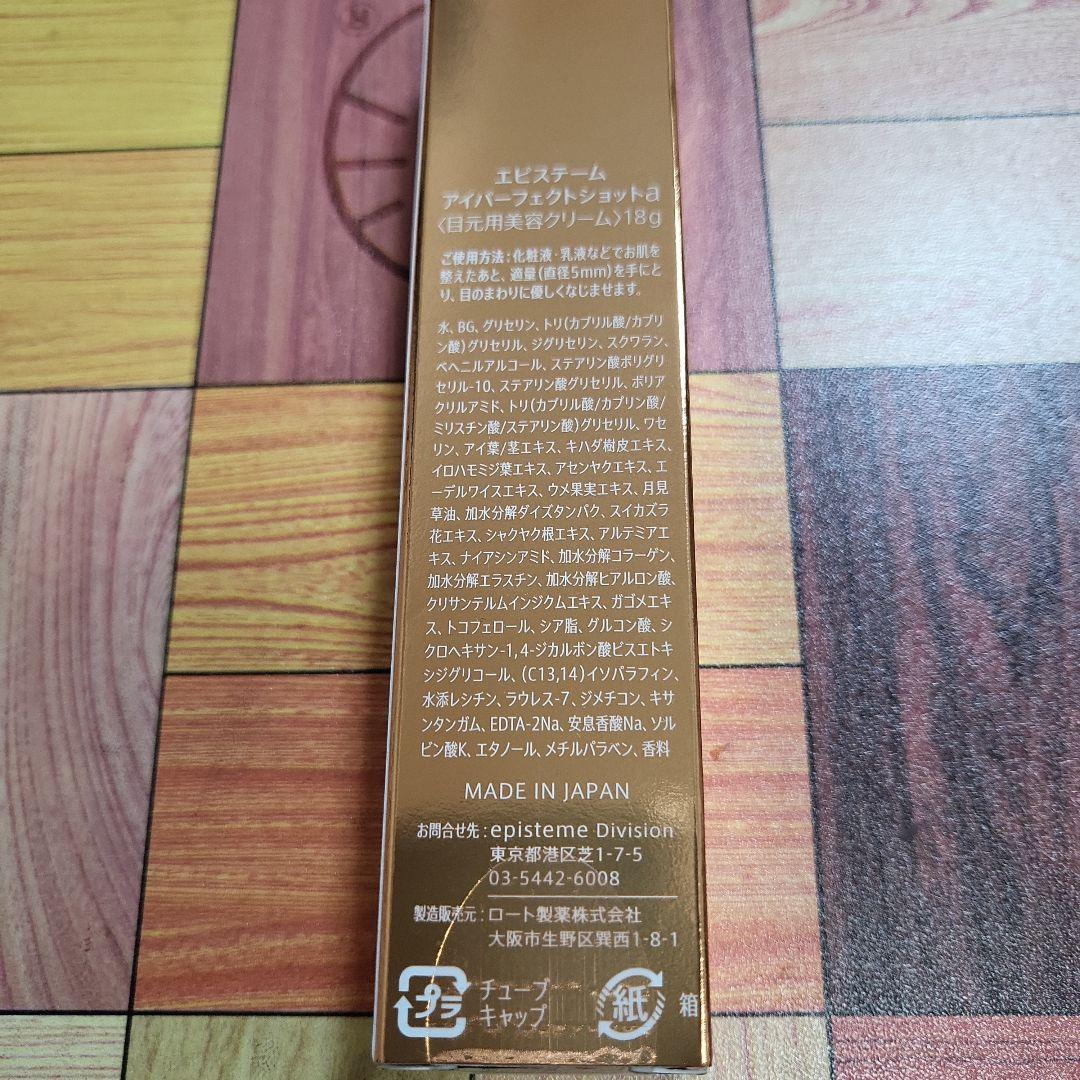 エピステーム
アイパーフェクトショットa
〈目元用美容クリーム〉18g
ご使用方法:化粧液・乳液などでお肌を
整えたあと、適量(直径5mm)を手にと
り、目のまわりに優しくなじませます。
水、BG、グリセリン、トリ(カプリル酸/カプリ
ン酸)グリセリル、ジグリセリン、スクワラン、
ベヘニルアルコール、ステアリン酸ポリグリ
セリル-10、ステアリン酸グリセリル、ポリア
クリルアミド、トリ(カプリル酸/カプリン酸/
ミリスチン酸/ステアリン酸)グリセリル、ワセ
リン、アイ葉/茎エキス、キハダ樹皮エキス、
イロハモミジ葉エキス、アセンヤクエキス、エ
ーデルワイスエキス、ウメ果実エキス、月見
草油、加水分解ダイズタンパク、スイカズラ
花エキス、シャクヤク根エキス、アルテミアエ
キス、ナイアシンアミド、加水分解コラーゲン、
加水分解エラスチン、加水分解ヒアルロン酸、
クリサンテルムインジクムエキス、ガゴメエキ
ス、トコフェロール、シア脂、グルコン酸、シ
クロヘキサン-1,4-ジカルボン酸ビスエトキ
シジグリコール、(C13,14)イソパラフィン、
水添レシチン、ラウレス-7、ジメチコン、キサ
ンタンガム、EDTA-2Na、安息香酸Na、ソル
ビン酸K、エタノール、メチルパラベン、香料
MADE IN JAPAN
お問合せ先:episteme Division
東京都港区芝1-7-5
03-5442-6008
製造販売元:ロート製薬株式会社
大阪市生野区巽西1-8-1
プラ チューブ
キャップ
紙 箱